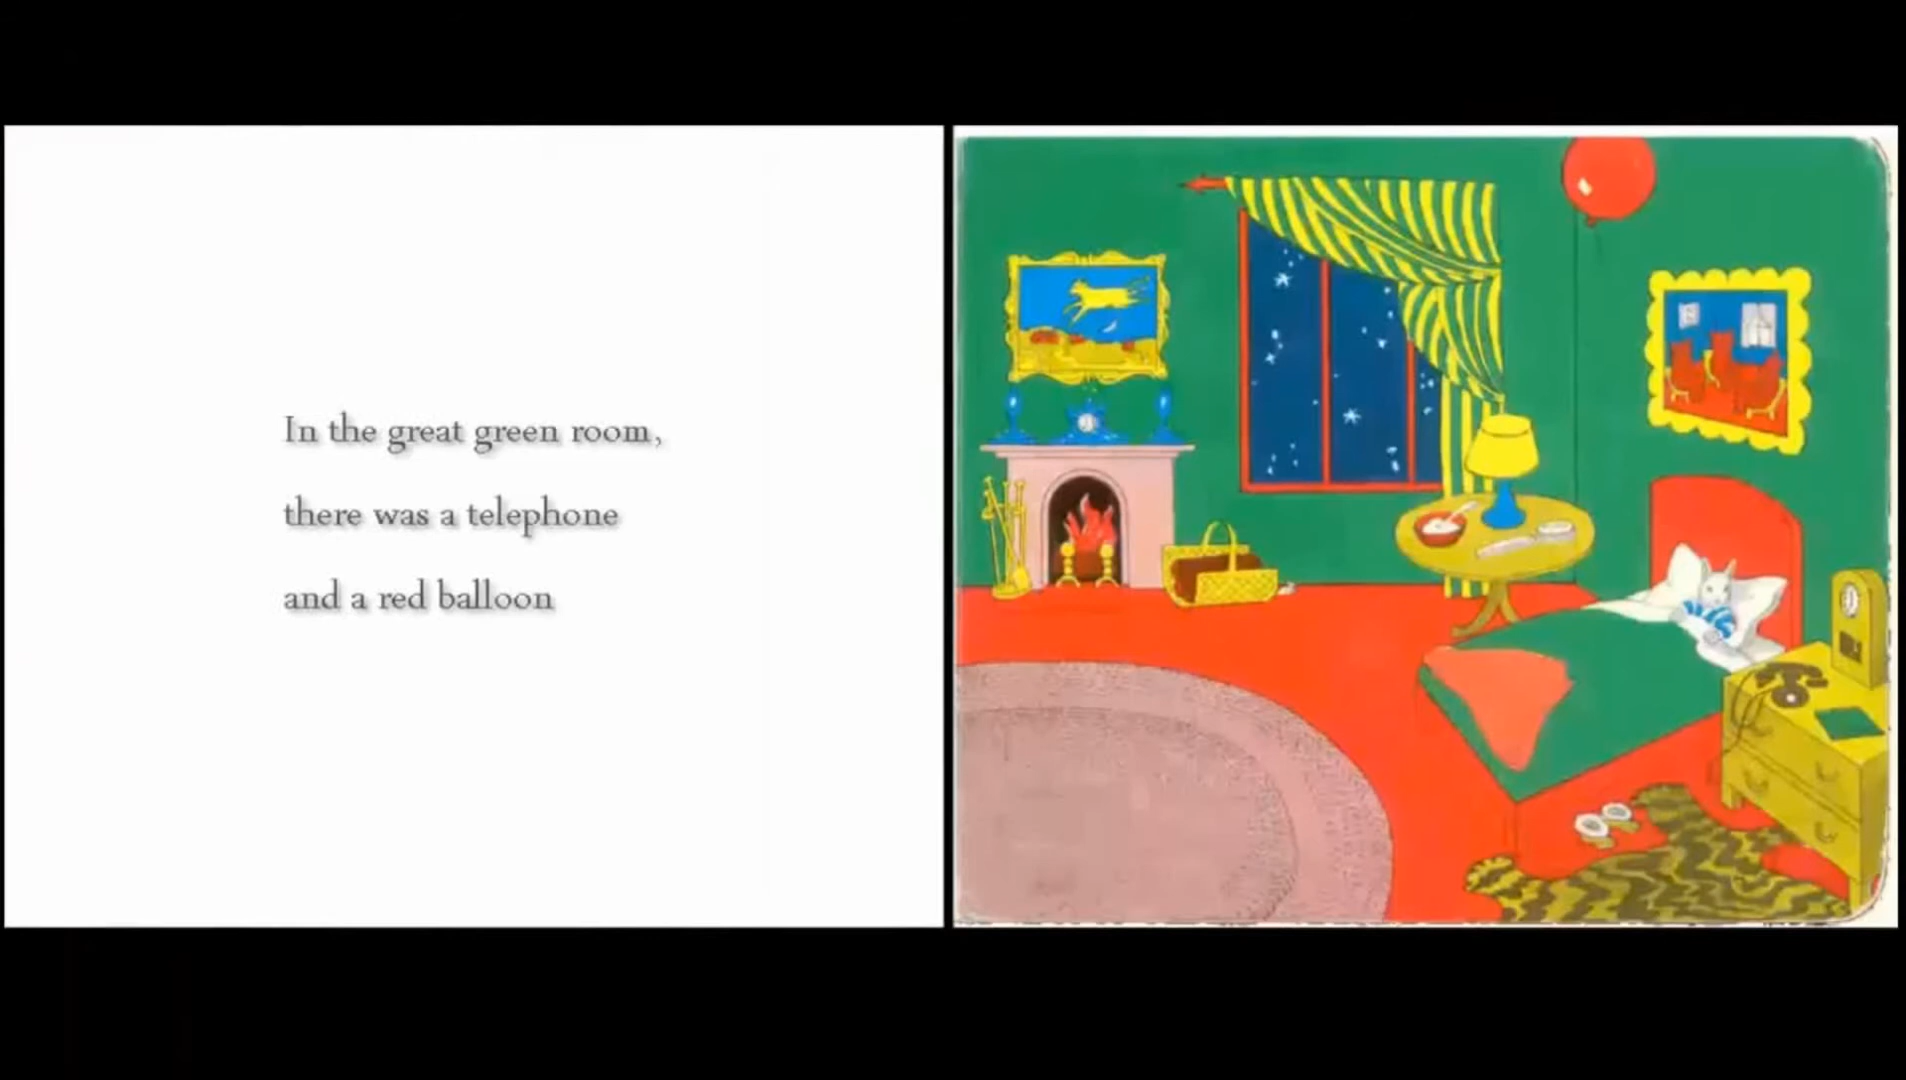 In the great green room,
there was a telephone
and a red balloon